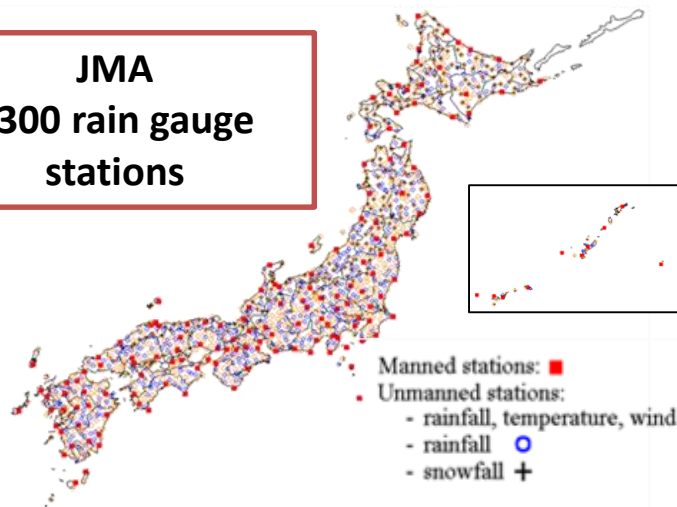 JMA
300 rain gauge
stations
Manned stations:
Unmanned stations:
- rainfall, temperature, wind
- rainfall
- snowfall